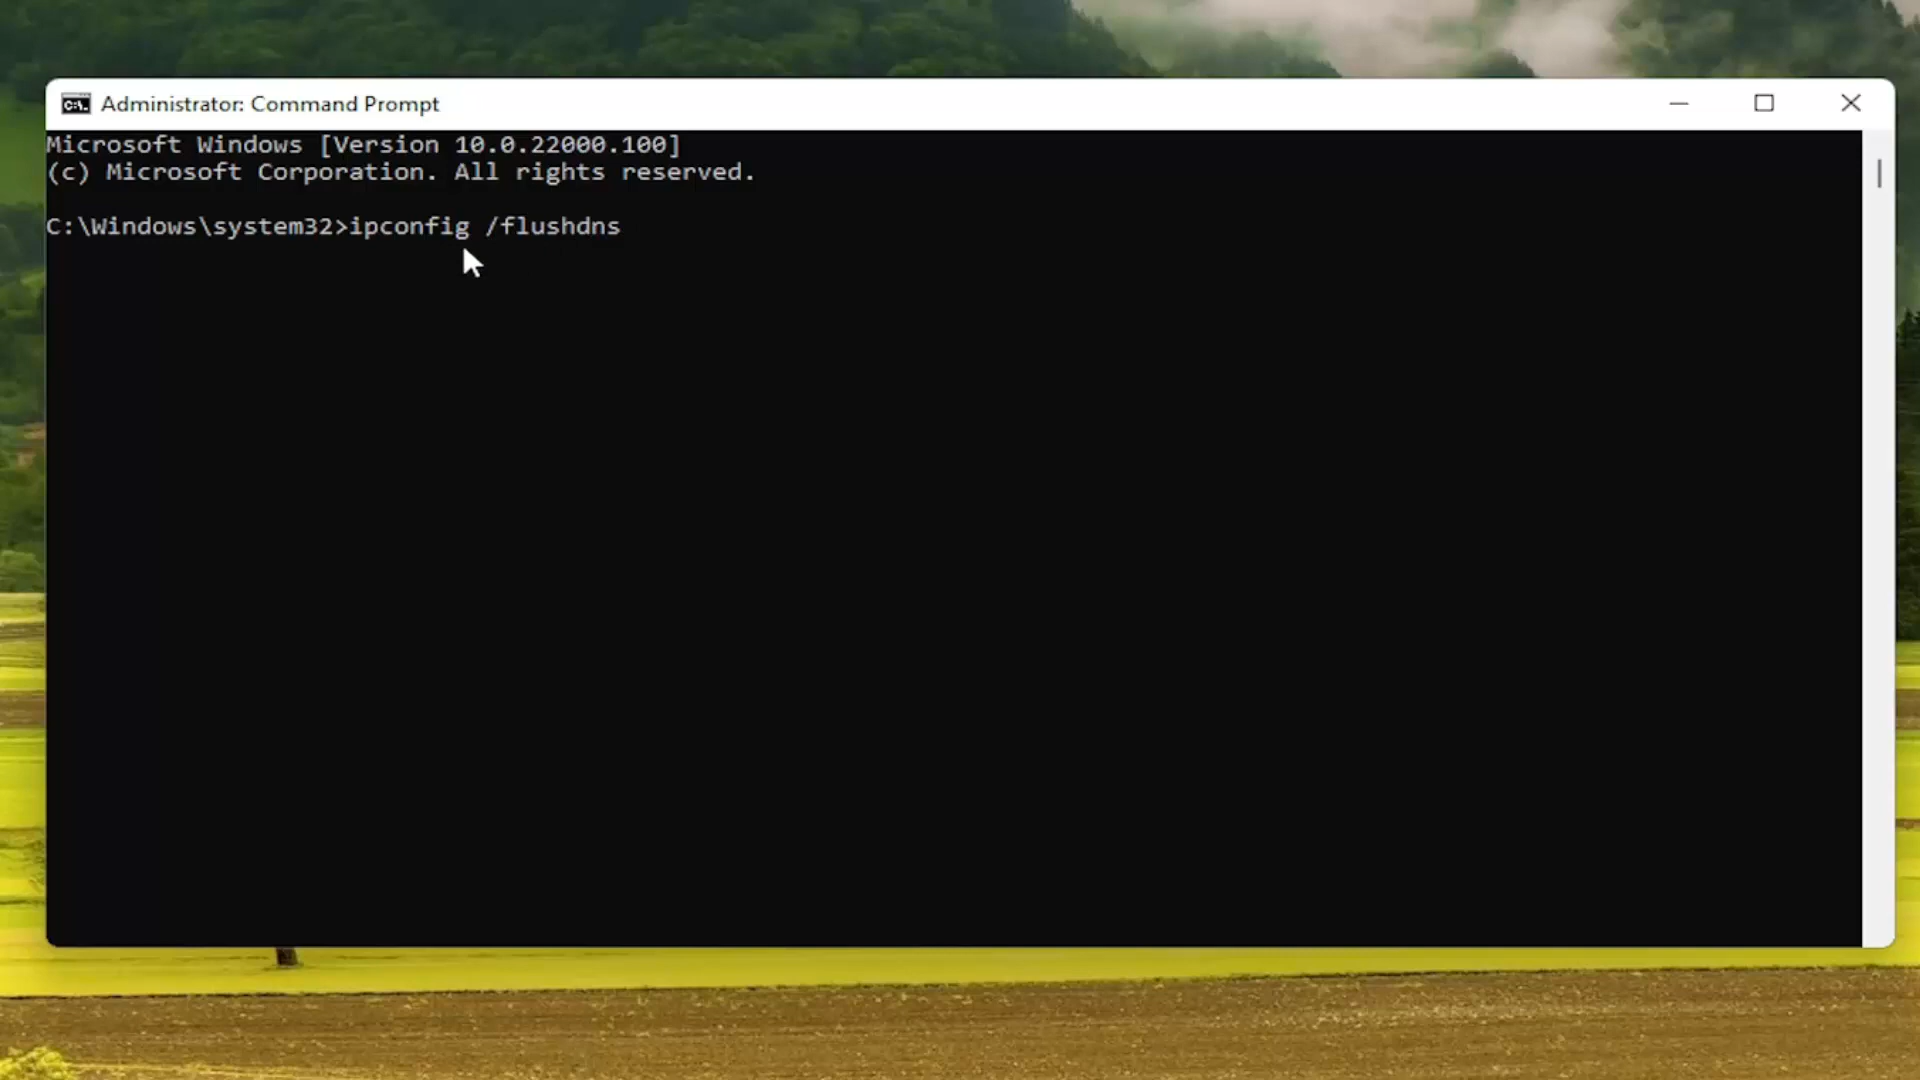 Administrator: Command Prompt
Microsoft Windows [Version 10.0.22000.100]
(c) Microsoft Corporation. All rights reserved.
C:\Windows\system32>ipconfig /flushdns